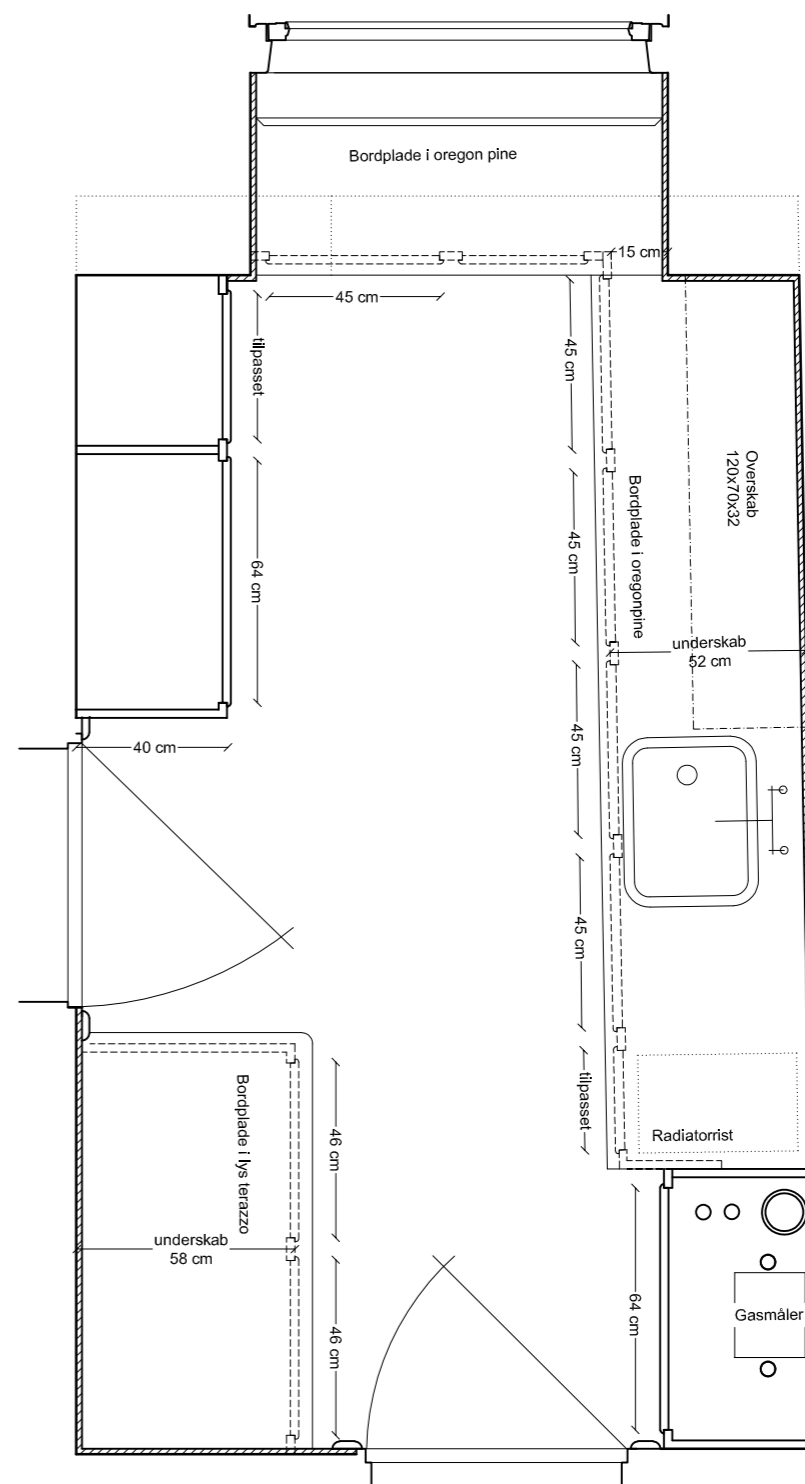 Bordplade i oregon pine
15 cm
45 cm
tilpasset
45 cm
Overskab
120x70x32
64 cm
45 cm
Bordplade i oregonpine
underskab
52 cm
40 cm
45 cm
45 cm
tilpasset
Radiatorrist
Bordplade i lys terazzo
46 cm
underskab
58 cm
46 cm
64 cm
Gasmåler